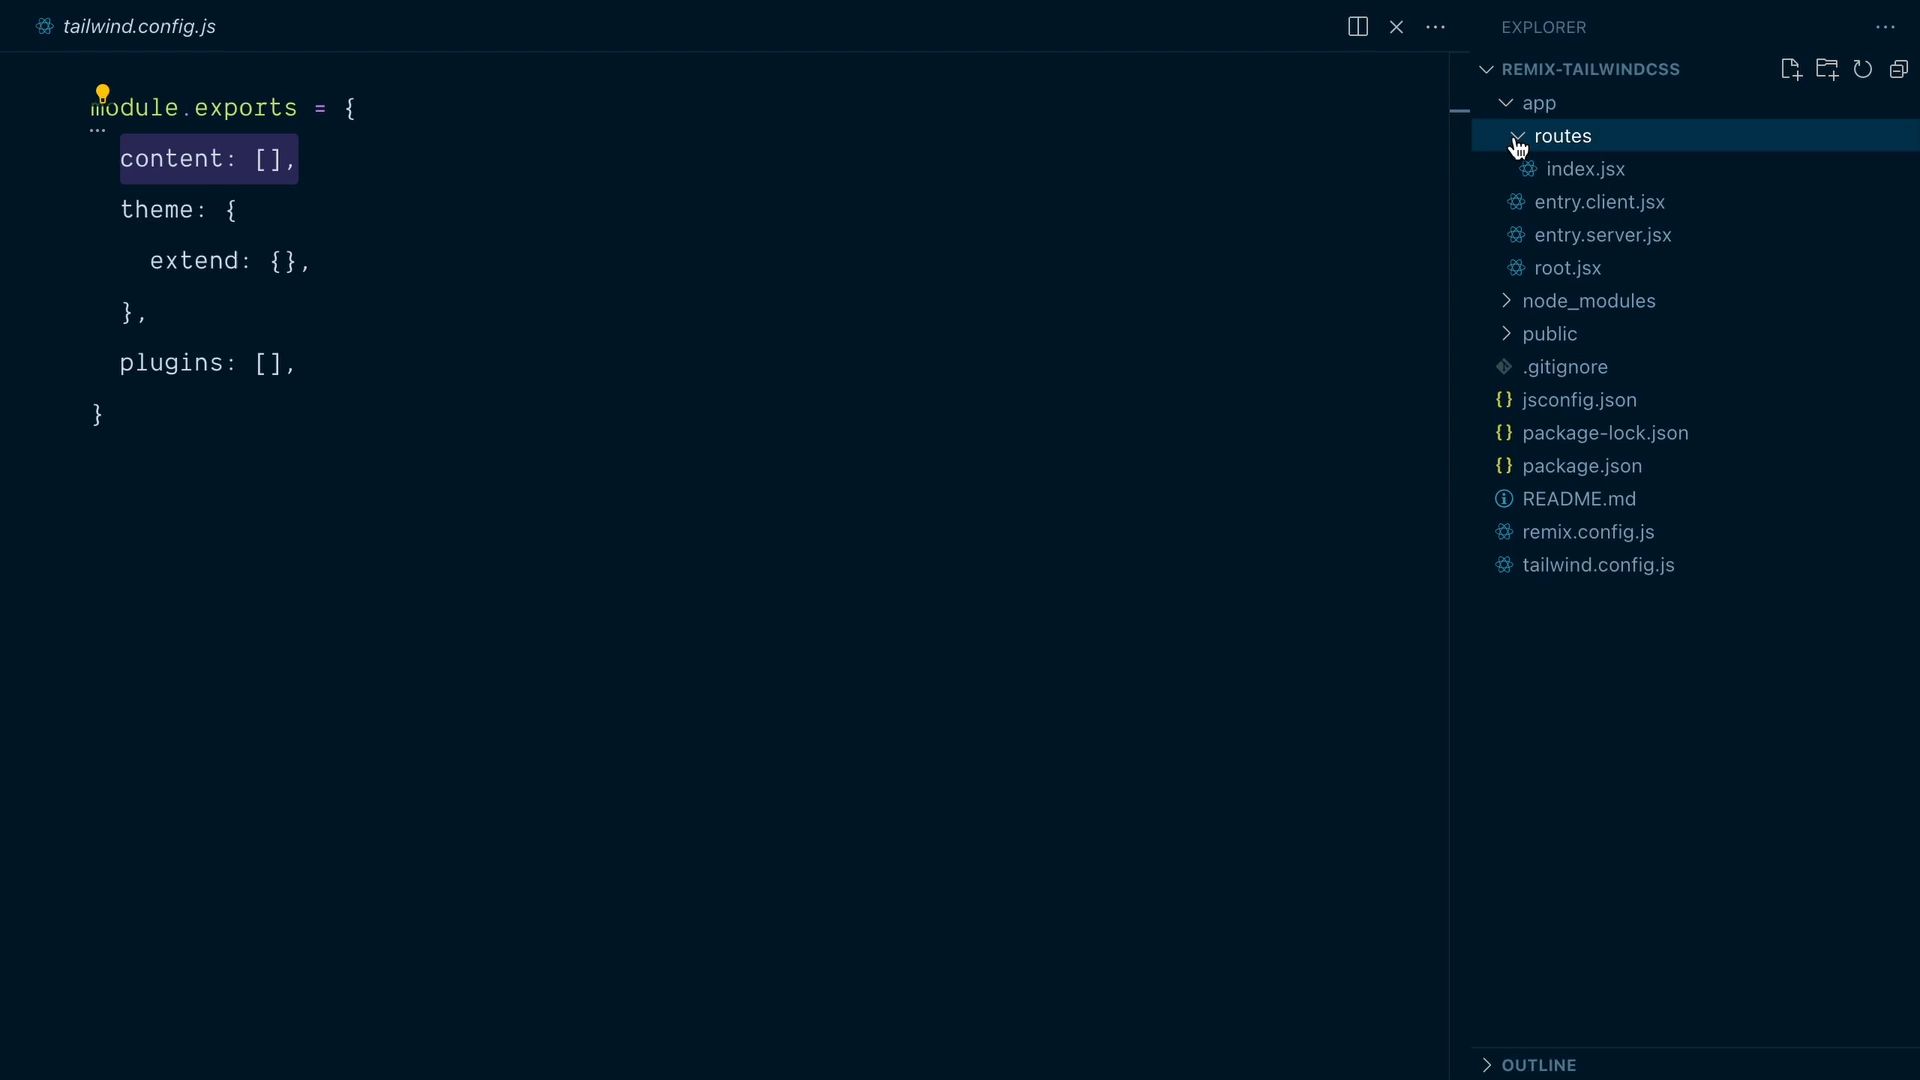 tailwind.config.js
module.exports = {
content: [],
theme: {
extend: {},
},
plugins: [],
}
EXPLORER
REMIX-TAILWINDCSS
app
routes
index.jsx
entry.client.jsx
entry.server.jsx
root.jsx
node_modules
public
.gitignore
jsconfig.json
package-lock.json
package.json
README.md
remix.config.js
tailwind.config.js
OUTLINE